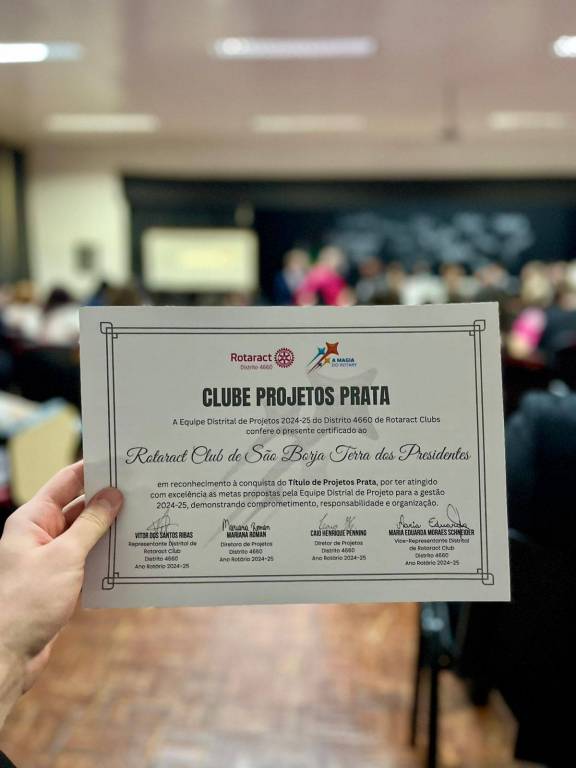 Rotaract
Distrito 4660
A MAGIA
DO ROTARY
CLUBE PROJETOS PRATA
A Equipe Distrital de Projetos 2024-25 do Distrito 4660 de Rotaract Clubs
confere o presente certificado ao
Rotaract Club de São Borja Terra dos Presidentes
em reconhecimento à conquista do Título de Projetos Prata, por ter atingido
com excelência as metas propostas pela Equipe Distrial de Projeto para a gestão
2024-25, demonstrando comprometimento, responsabilidade e organização.
Mariana Román
Maria Eduarda
VITOR DOS SANTOS RIBAS
Representante Distrital de
Rotaract Club
Distrito 4660
Ano Rotário 2024-25
MARIANA ROMAN
Diretora de Projetos
Distrito 4660
Ano Rotário 2024-25
CAIO HENRIQUE PENNING
Diretor de Projetos
Distrito 4660
Ano Rotário 2024-25
MARIA EDUARDA MORAES SCHNEIDER
Vice-Representante Distrital
de Rotaract Club
Distrito 4660
Ano Rotário 2024-25